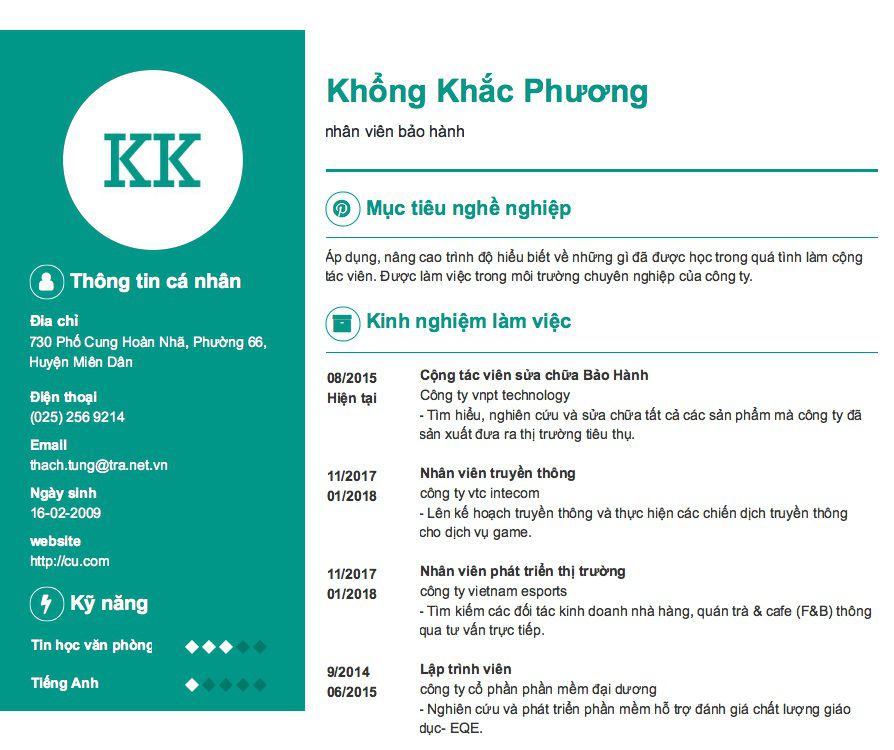 KK
Thông tin cá nhân
Đia chỉ
730 Phố Cung Hoàn Nhã, Phường 66,
Huyện Miên Dân
Điện thoại
(025) 256 9214
Email
thach.tung@tra.net.vn
Ngày sinh
16-02-2009
website
http://cu.com
Kỹ năng
Tin học văn phòng
Tiếng Anh
Khổng Khắc Phương
nhân viên bảo hành
Mục tiêu nghề nghiệp
Áp dụng, nâng cao trình độ hiểu biết về những gì đã được học trong quá tình làm cộng
tác viên. Được làm việc trong môi trường chuyên nghiệp của công ty.
Kinh nghiệm làm việc
08/2015
Hiện tại
Cộng tác viên sửa chữa Bảo Hành
Công ty vnpt technology
- Tìm hiểu, nghiên cứu và sửa chữa tất cả các sản phẩm mà công ty đã
sản xuất đưa ra thị trường tiêu thụ.
11/2017
01/2018
Nhân viên truyền thông
công ty vtc intecom
- Lên kế hoạch truyền thông và thực hiện các chiến dịch truyền thông
cho dịch vụ game.
11/2017
01/2018
Nhân viên phát triển thị trường
công ty vietnam esports
- Tìm kiếm các đối tác kinh doanh nhà hàng, quán trà & cafe (F&B) thông
qua tư vấn trực tiếp.
9/2014
06/2015
Lập trình viên
công ty cổ phần phần mềm đại dương
- Nghiên cứu và phát triển phần mềm hỗ trợ đánh giá chất lượng giáo
dục- EQE.